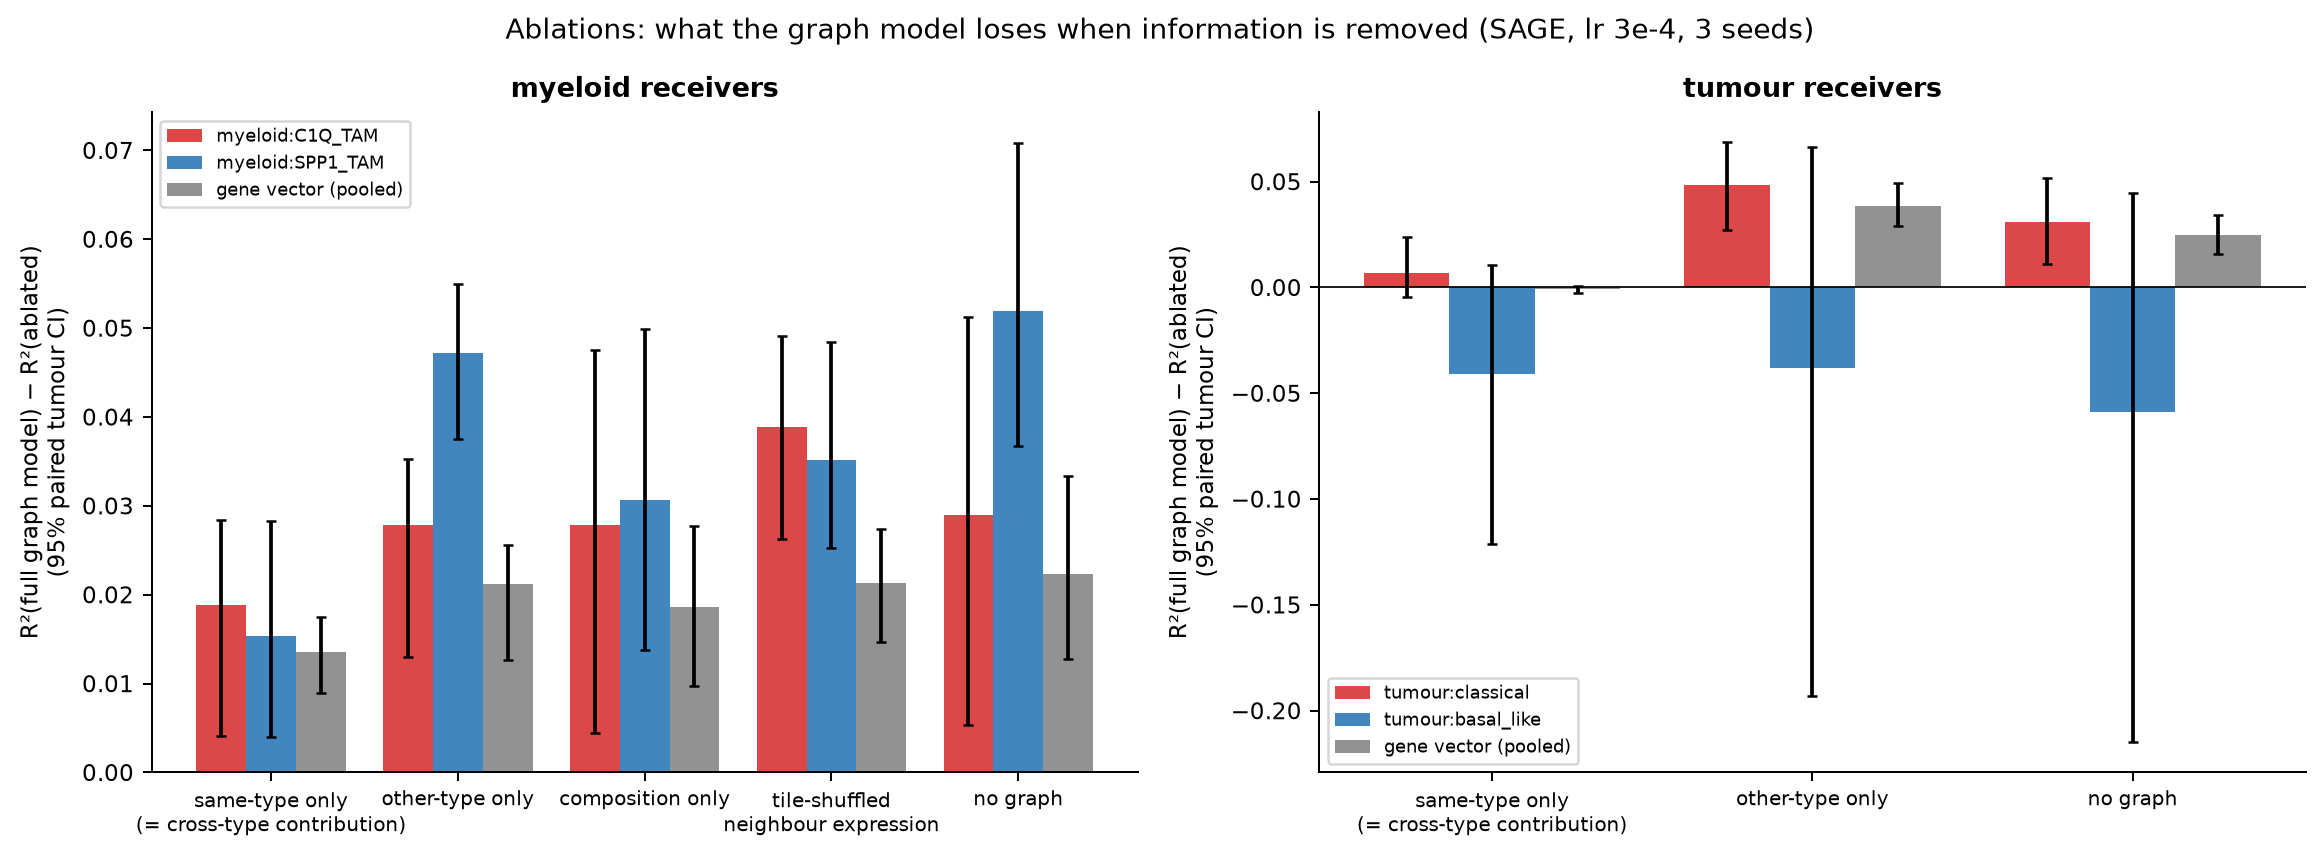 Ablations: what the graph model loses when information is removed (SAGE, lr 3e-4, 3 seeds)
myeloid receivers
R²(full graph model) − R²(ablated)
(95% paired tumour CI)
0.07
0.06
0.05
0.04
0.03
0.02
0.01
0.00
myeloid:C1Q_TAM
myeloid:SPP1_TAM
gene vector (pooled)
same-type only
(= cross-type contribution)
other-type only
composition only
tile-shuffled
neighbour expression
no graph
tumour receivers
R²(full graph model) − R²(ablated)
(95% paired tumour CI)
0.05
0.00
−0.05
−0.10
−0.15
−0.20
tumour:classical
tumour:basal_like
gene vector (pooled)
same-type only
(= cross-type contribution)
other-type only
no graph